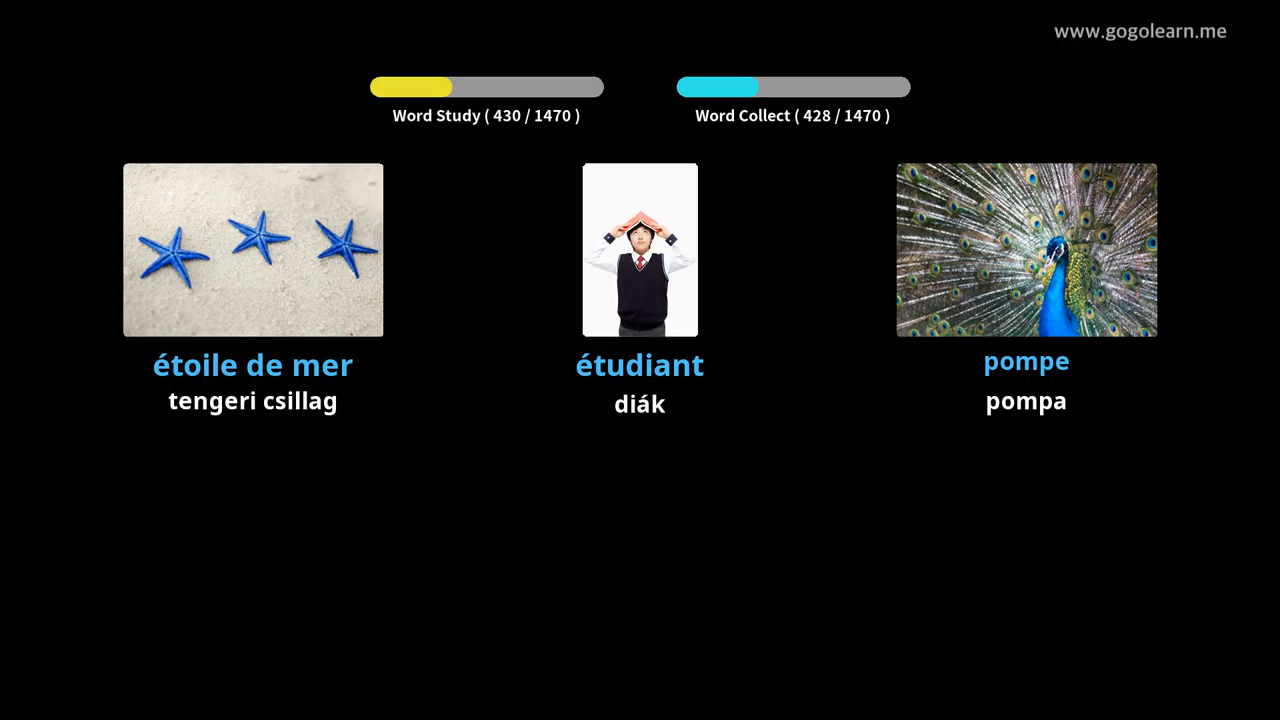 www.gogolearn.me
Word Study ( 430 / 1470 )
Word Collect ( 428 / 1470 )
étoile de mer
tengeri csillag
étudiant
diák
pompe
pompa